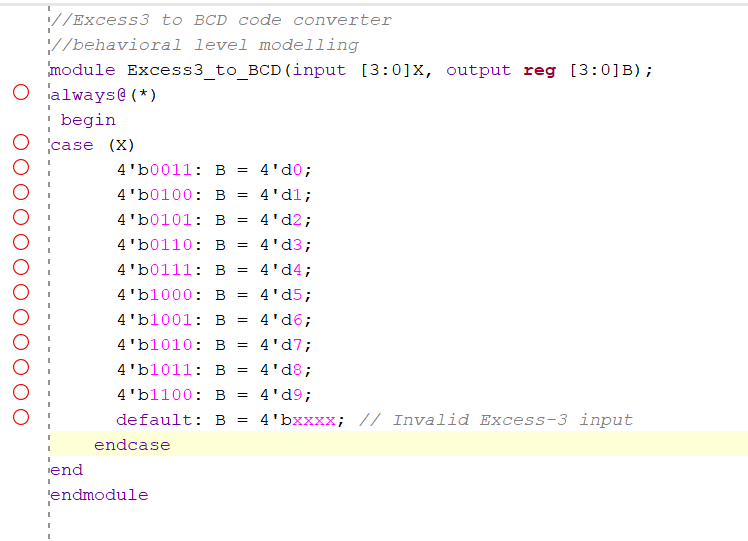 //Excess3 to BCD code converter
//behavioral level modelling
module Excess3_to_BCD(input [3:0]X, output reg [3:0]B);
always@(*)
 begin
case (X)
      4'b0011: B = 4'd0;
      4'b0100: B = 4'd1;
      4'b0101: B = 4'd2;
      4'b0110: B = 4'd3;
      4'b0111: B = 4'd4;
      4'b1000: B = 4'd5;
      4'b1001: B = 4'd6;
      4'b1010: B = 4'd7;
      4'b1011: B = 4'd8;
      4'b1100: B = 4'd9;
      default: B = 4'bxxxx; // Invalid Excess-3 input
    endcase
end
endmodule